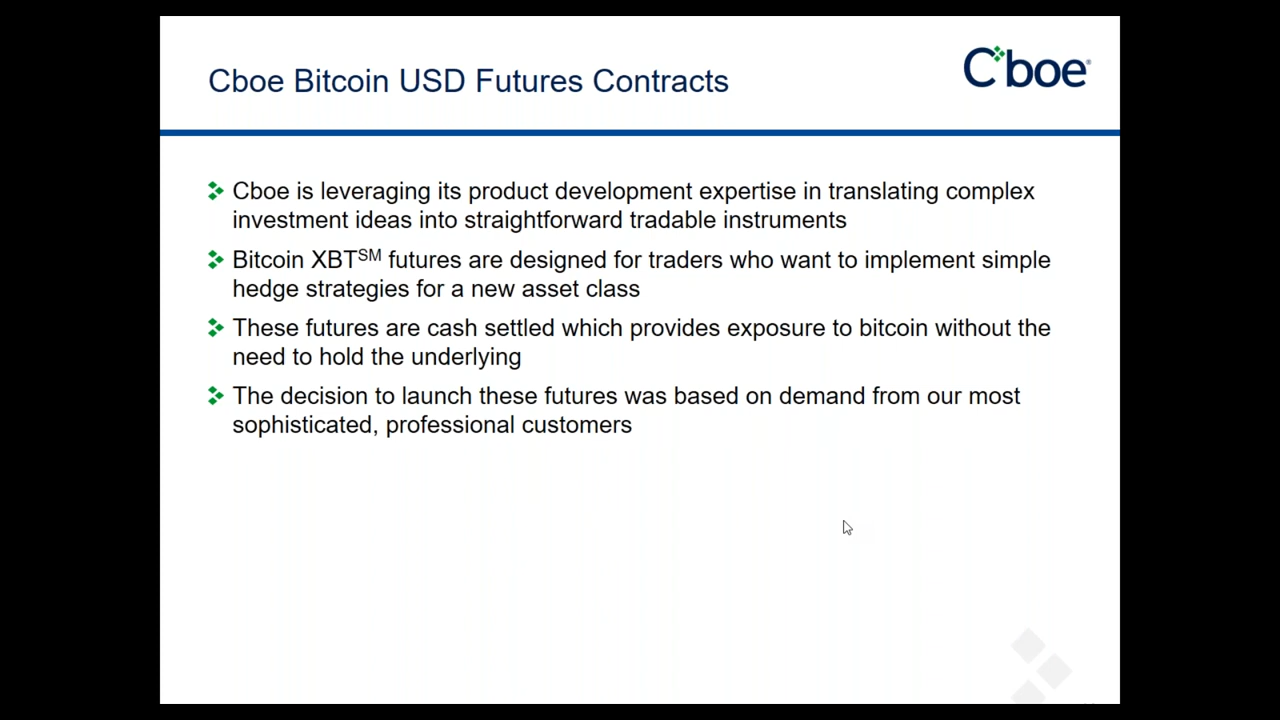 Cboe Bitcoin USD Futures Contracts
Cboe®
Cboe is leveraging its product development expertise in translating complex
investment ideas into straightforward tradable instruments
Bitcoin XBT℠ futures are designed for traders who want to implement simple
hedge strategies for a new asset class
These futures are cash settled which provides exposure to bitcoin without the
need to hold the underlying
The decision to launch these futures was based on demand from our most
sophisticated, professional customers